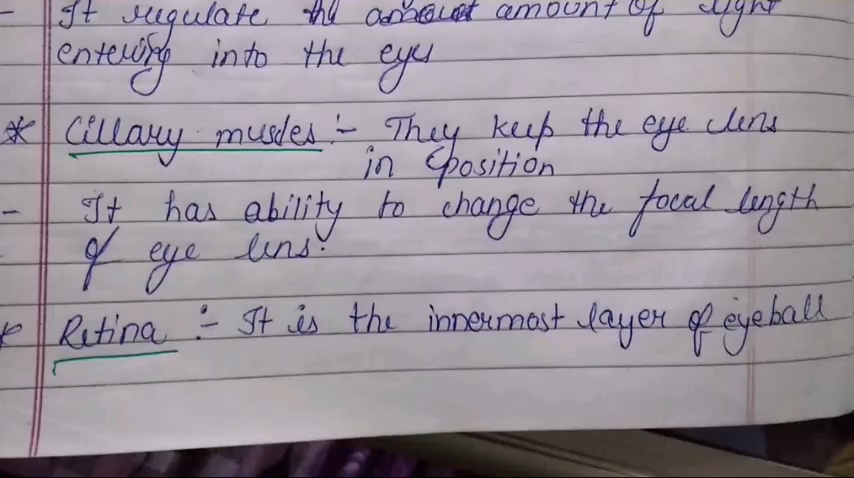 - It regulate the amount of light
entering into the eye
* Cillary muscles :- They keep the eye lens
in position
- It has ability to change the focal length
of eye lens.
* Retina :- It is the innermost layer of eyeball